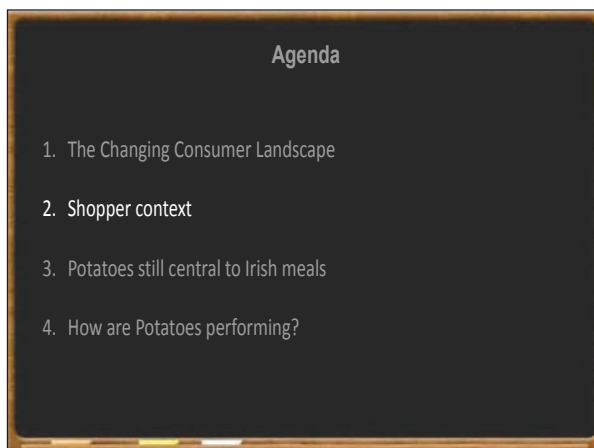 Agenda
1. The Changing Consumer Landscape
2. Shopper context
3. Potatoes still central to Irish meals
4. How are Potatoes performing?